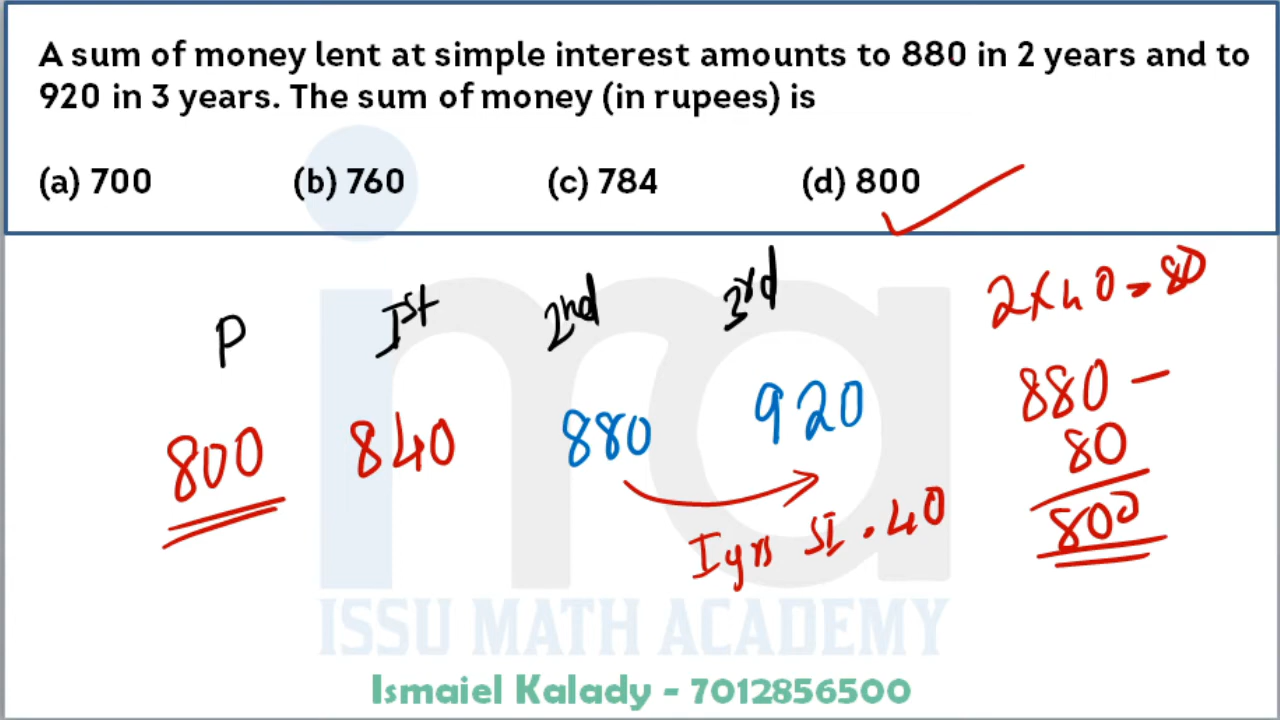 A sum of money lent at simple interest amounts to 880 in 2 years and to
920 in 3 years. The sum of money (in rupees) is
(a) 700 (b) 760 (c) 784 (d) 800
P Ist 2nd 3rd
800 840 880 920
I yrs SI . 40
2x40=80
880 -
80
800
ISSU MATH ACADEMY
Ismaiel Kalady - 7012856500